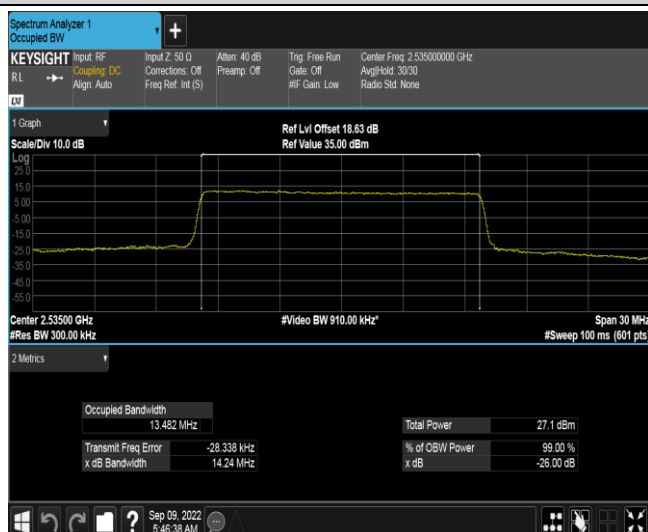 Spectrum Analyzer 1
Occupied BW
KEYSIGHT
R L
LXI
Input: RF
Coupling: DC
Align: Auto
Input Z: 50 Ω
Corrections: Off
Freq Ref: Int (S)
Atten: 40 dB
Preamp: Off
Trig: Free Run
Gate: Off
#IF Gain: Low
Center Freq: 2.535000000 GHz
Avg|Hold: 30/30
Radio Std: None
1 Graph
Scale/Div 10.0 dB
Ref Lvl Offset 18.63 dB
Ref Value 35.00 dBm
Log
25.0
15.0
5.00
-5.00
-15.0
-25.0
-35.0
-45.0
-55.0
Center 2.53500 GHz
#Res BW 300.00 kHz
#Video BW 910.00 kHz*
Span 30 MHz
#Sweep 100 ms (601 pts)
2 Metrics
Occupied Bandwidth
13.482 MHz
Transmit Freq Error -28.338 kHz
x dB Bandwidth 14.24 MHz
Total Power 27.1 dBm
% of OBW Power 99.00 %
x dB -26.00 dB
?
Sep 09, 2022
5:46:38 AM